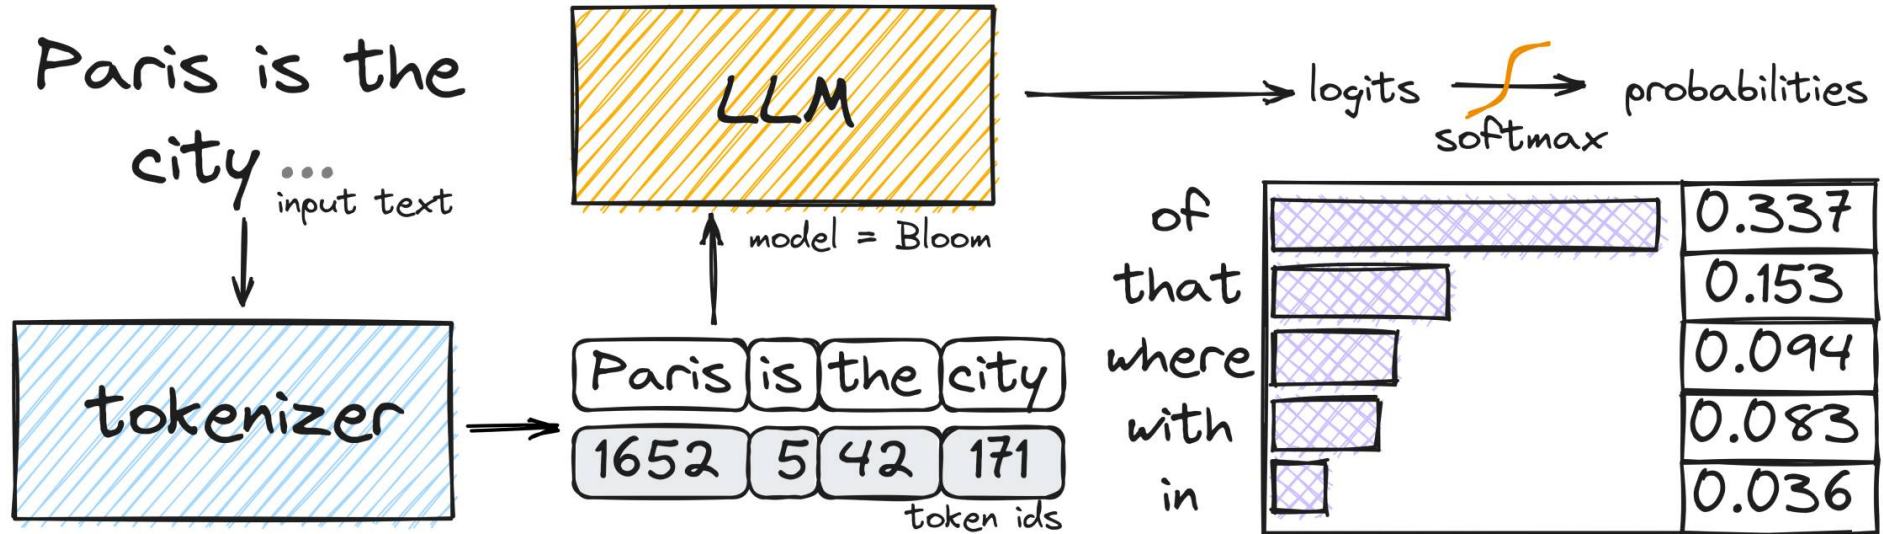 Paris is the
city ...
input text
tokenizer
Paris is the city
1652 5 42 171
token ids
LLM
model = Bloom
logits
softmax
probabilities
of 0.337
that 0.153
where 0.094
with 0.083
in 0.036